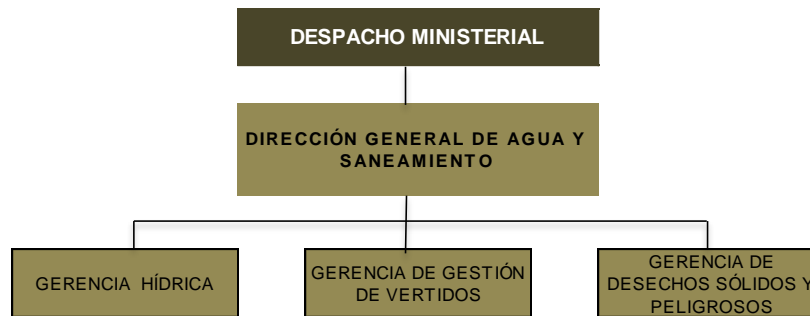 DESPACHO MINISTERIAL
DIRECCIÓN GENERAL DE AGUA Y
SANEAMIENTO
GERENCIA HÍDRICA
GERENCIA DE GESTIÓN
DE VERTIDOS
GERENCIA DE
DESECHOS SÓLIDOS Y
PELIGROSOS